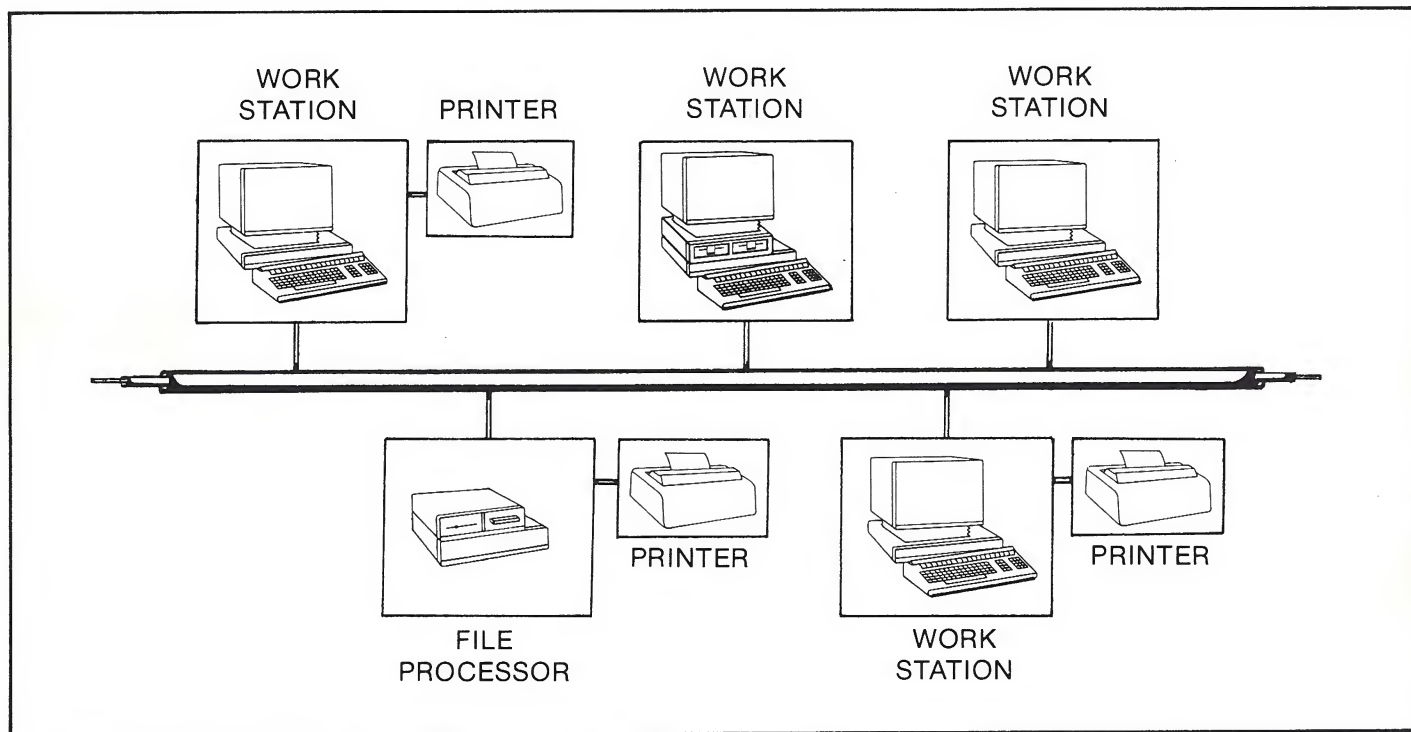 WORK
STATION
PRINTER
WORK
STATION
WORK
STATION
PRINTER
PRINTER
FILE
PROCESSOR
WORK
STATION